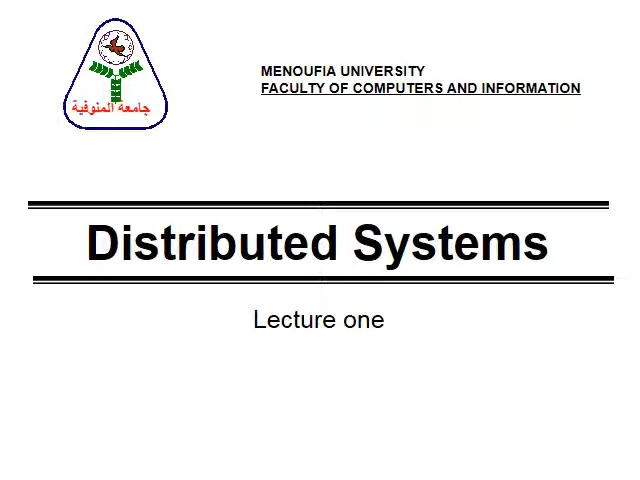 جامعة المنوفية
MENOUFIA UNIVERSITY
FACULTY OF COMPUTERS AND INFORMATION
Distributed Systems
Lecture one